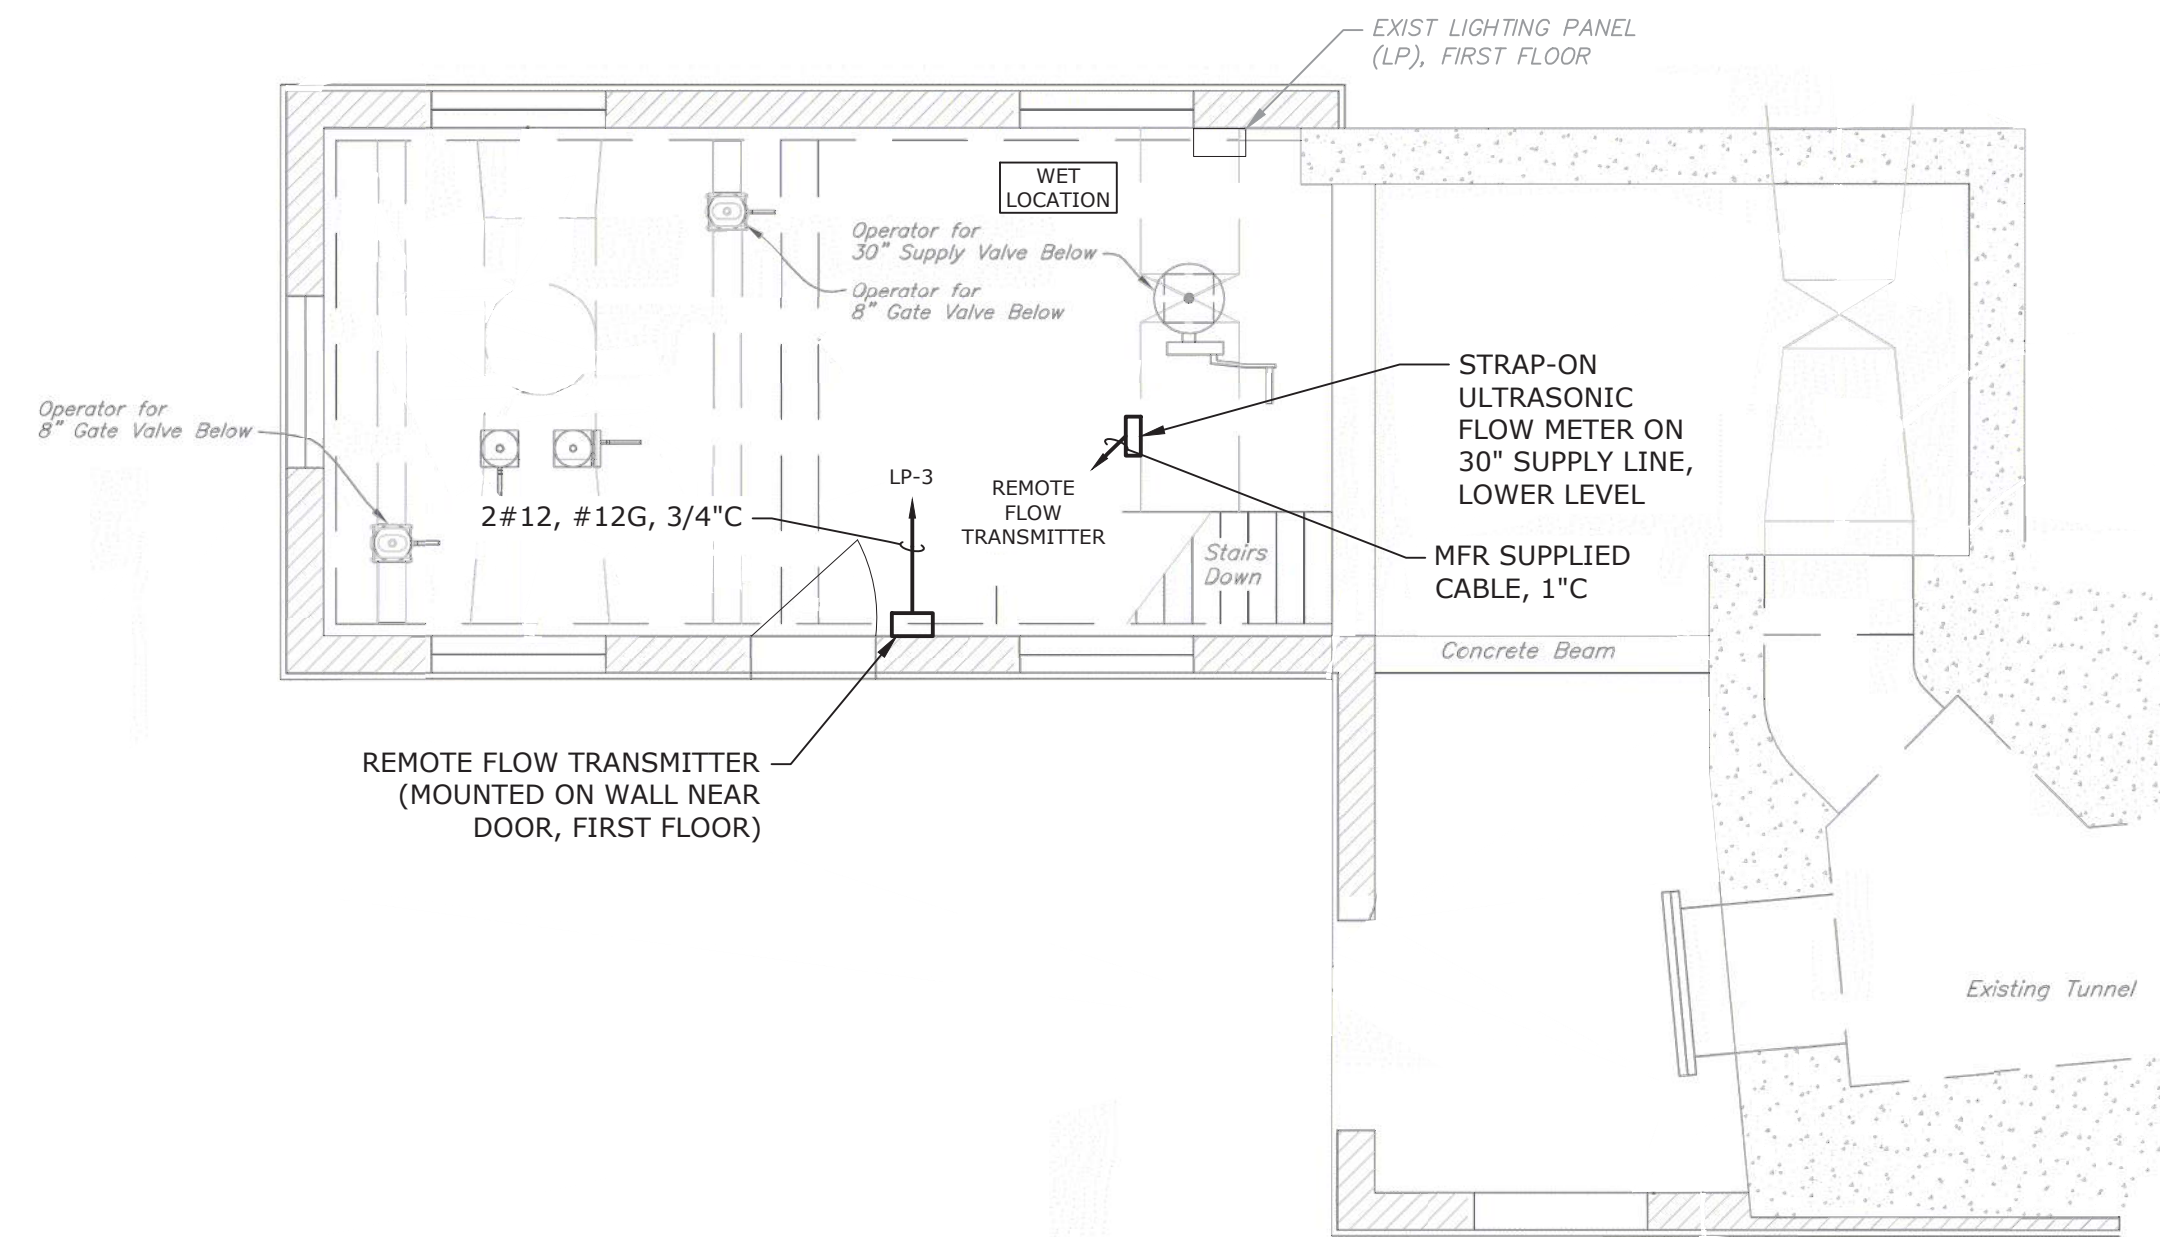 EXIST LIGHTING PANEL
(LP), FIRST FLOOR
WET
LOCATION
Operator for
30" Supply Valve Below
Operator for
8" Gate Valve Below
STRAP-ON
ULTRASONIC
FLOW METER ON
30" SUPPLY LINE,
LOWER LEVEL
Operator for
8" Gate Valve Below
LP-3
2#12, #12G, 3/4"C
REMOTE
FLOW
TRANSMITTER
Stairs
Down
MFR SUPPLIED
CABLE, 1"C
Concrete Beam
REMOTE FLOW TRANSMITTER
(MOUNTED ON WALL NEAR
DOOR, FIRST FLOOR)
Existing Tunnel